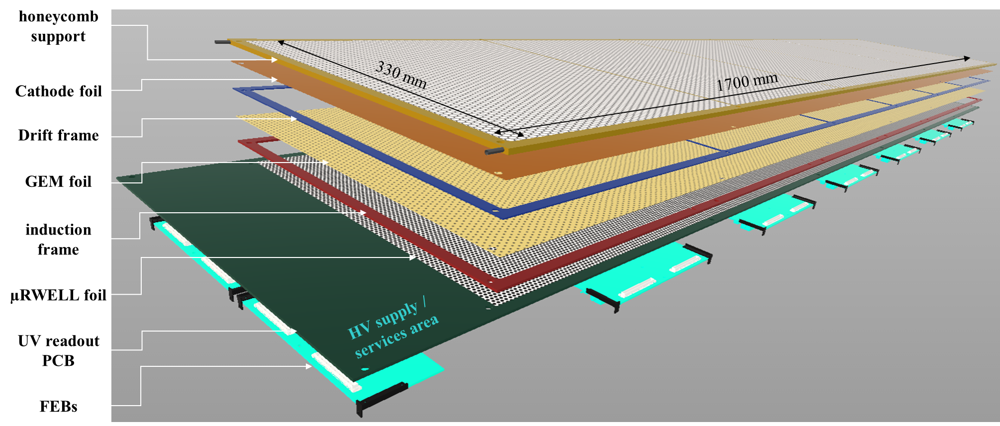 honeycomb
support
330 mm
1700 mm
Cathode foil
Drift frame
GEM foil
induction
frame
µRWELL foil
HV supply /
services area
UV readout
PCB
FEBs